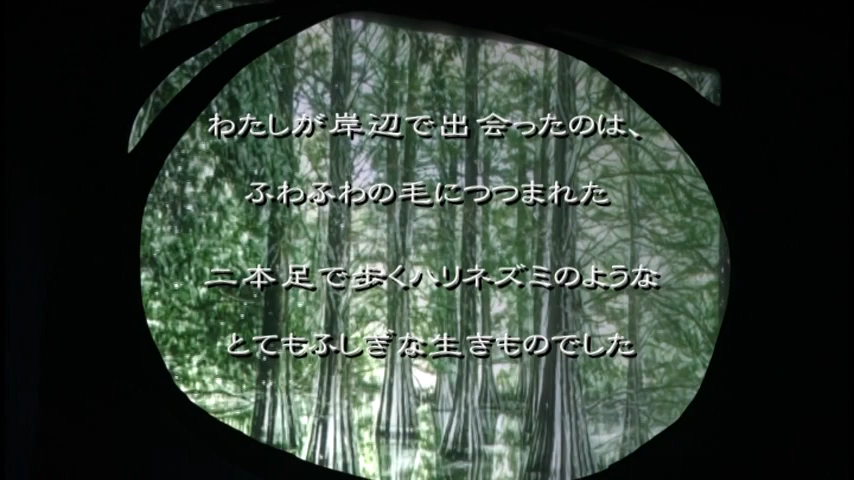 わたしが岸辺で出会ったのは、
ふわふわの毛につつまれた
二本足で歩くハリネズミのような
とてもふしぎな生きものでした